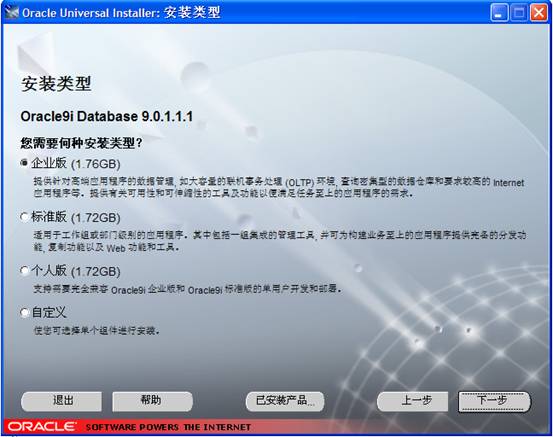 Oracle Universal Installer: 安装类型
安装类型
Oracle9i Database 9.0.1.1.1
您需要何种安装类型?
企业版 (1.76GB)
提供针对高端应用程序的数据管理, 如大容量的联机事务处理 (OLTP) 环境, 查询密集型的数据仓库和要求较高的 Internet
应用程序等。提供有关可用性和可伸缩性的工具及功能以便满足任务至上的应用程序的需求。
标准版 (1.72GB)
适用于工作组或部门级别的应用程序。其中包括一组集成的管理工具, 并可为构建业务至上的应用程序提供完备的分发功
能, 复制功能以及 Web 功能和工具。
个人版 (1.72GB)
支持需要完全兼容 Oracle9i 企业版和 Oracle9i 标准版的单用户开发和部署。
自定义
使您可选择单个组件进行安装。
退出 帮助 已安装产品... 上一步 下一步
ORACLE SOFTWARE POWERS THE INTERNET